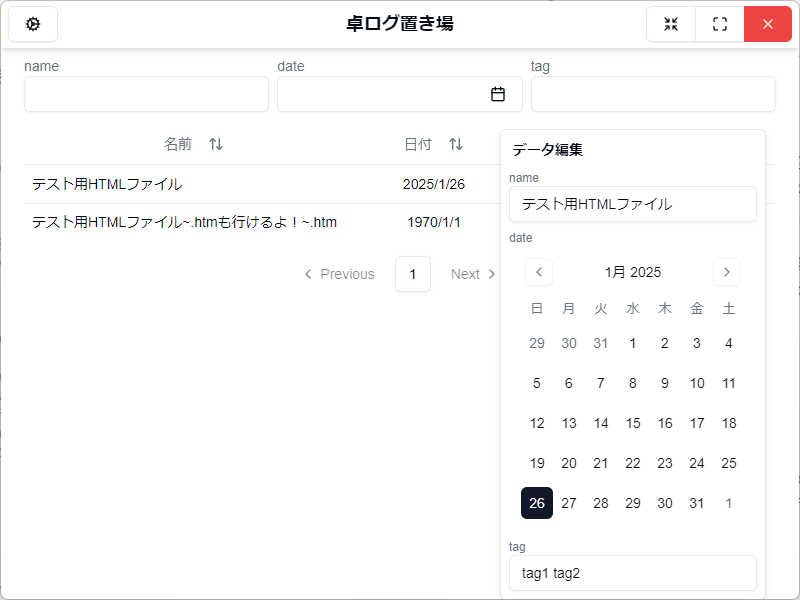 卓ログ置き場
name date tag
名前 日付
テスト用HTMLファイル 2025/1/26
テスト用HTMLファイル~.htmも行けるよ！~.htm 1970/1/1
Previous 1 Next
データ編集
name
テスト用HTMLファイル
date
1月 2025
日 月 火 水 木 金 土
29 30 31 1 2 3 4
5 6 7 8 9 10 11
12 13 14 15 16 17 18
19 20 21 22 23 24 25
26 27 28 29 30 31 1
tag
tag1 tag2